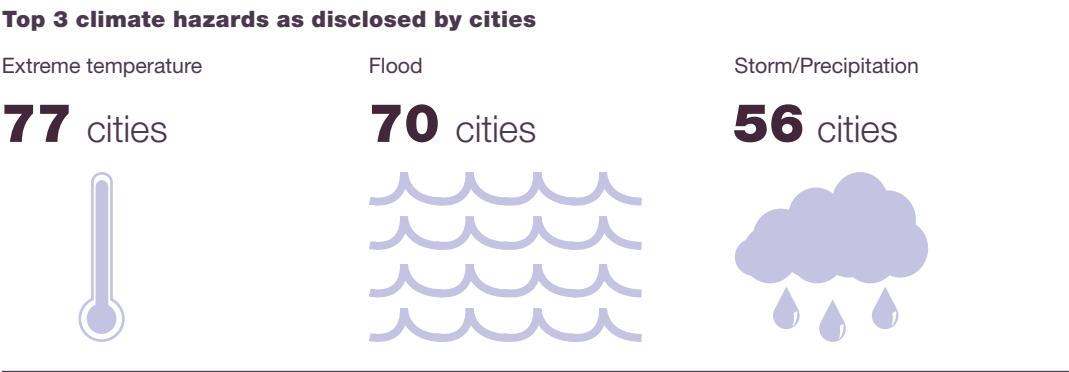 Top 3 climate hazards as disclosed by cities
Extreme temperature
77 cities
Flood
70 cities
Storm/Precipitation
56 cities